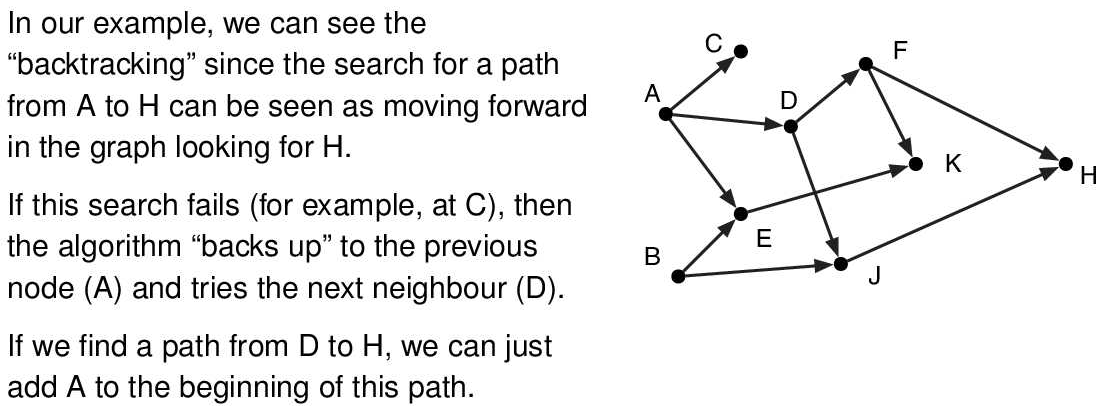 In our example, we can see the
“backtracking” since the search for a path
from A to H can be seen as moving forward
in the graph looking for H.
If this search fails (for example, at C), then
the algorithm “backs up” to the previous
node (A) and tries the next neighbour (D).
If we find a path from D to H, we can just
add A to the beginning of this path.
C
F
A
D
K
H
E
B
J